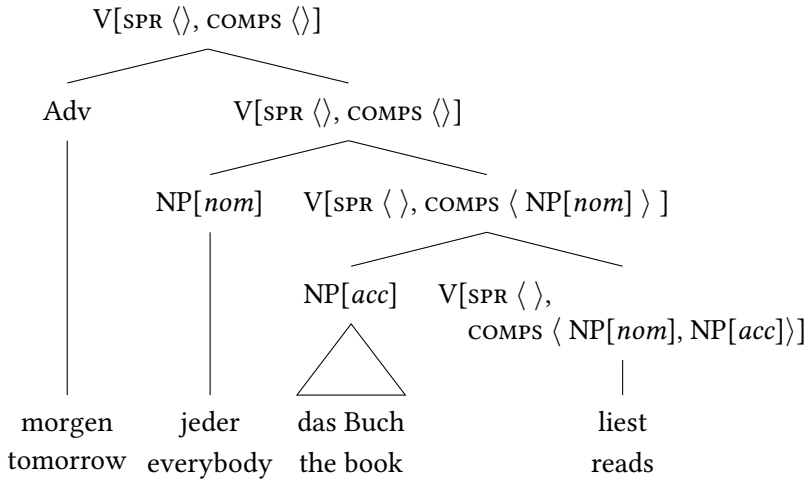 V[SPR ⟨⟩, COMPS ⟨⟩]
Adv V[SPR ⟨⟩, COMPS ⟨⟩]
NP[nom] V[SPR ⟨ ⟩, COMPS ⟨ NP[nom] ⟩ ]
NP[acc] V[SPR ⟨ ⟩,
COMPS ⟨ NP[nom], NP[acc]⟩]
morgen jeder das Buch liest
tomorrow everybody the book reads